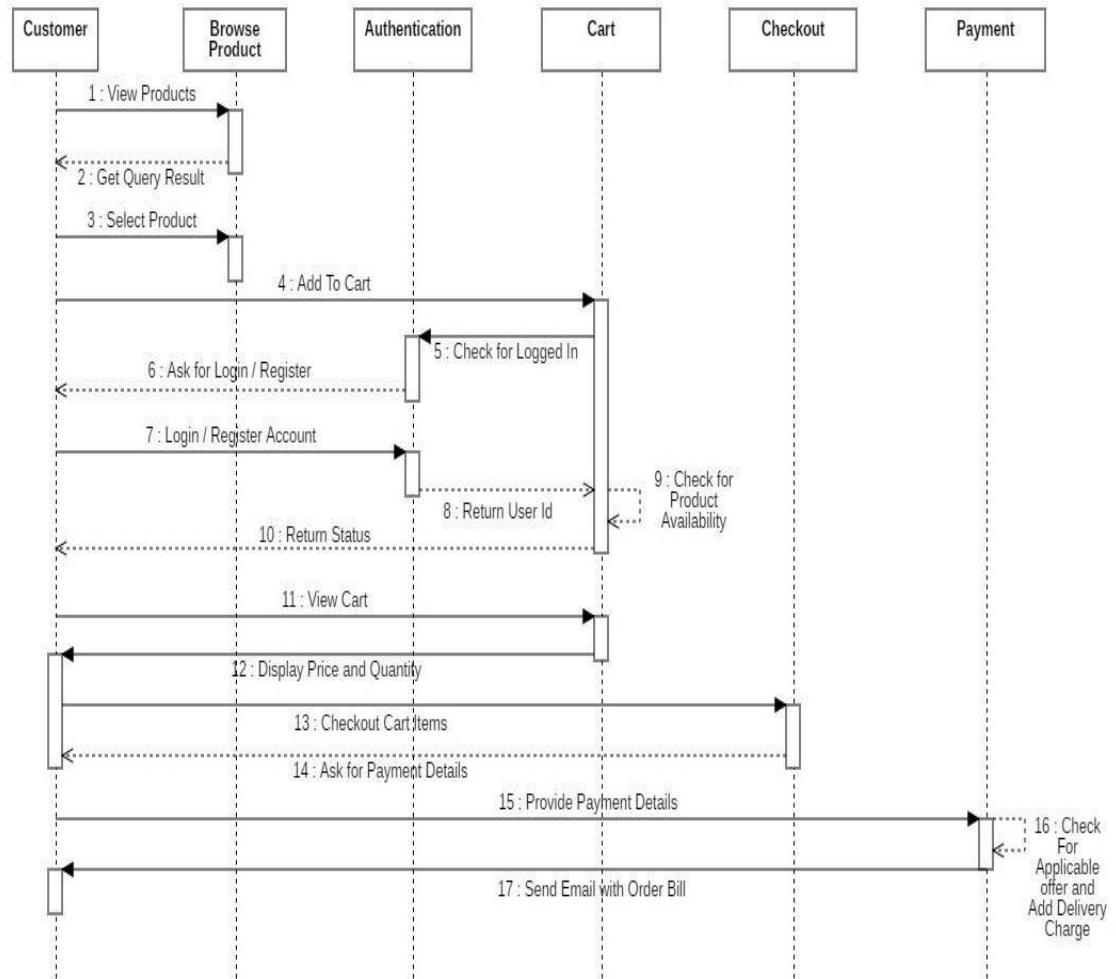 Customer
Browse
Product
Authentication
Cart
Checkout
Payment
1 : View Products
2 : Get Query Result
3 : Select Product
4 : Add To Cart
5 : Check for Logged In
6 : Ask for Login / Register
7 : Login / Register Account
8 : Return User Id
9 : Check for
Product
Availability
10 : Return Status
11 : View Cart
12 : Display Price and Quantity
13 : Checkout Cart Items
14 : Ask for Payment Details
15 : Provide Payment Details
16 : Check
For
Applicable
offer and
Add Delivery
Charge
17 : Send Email with Order Bill